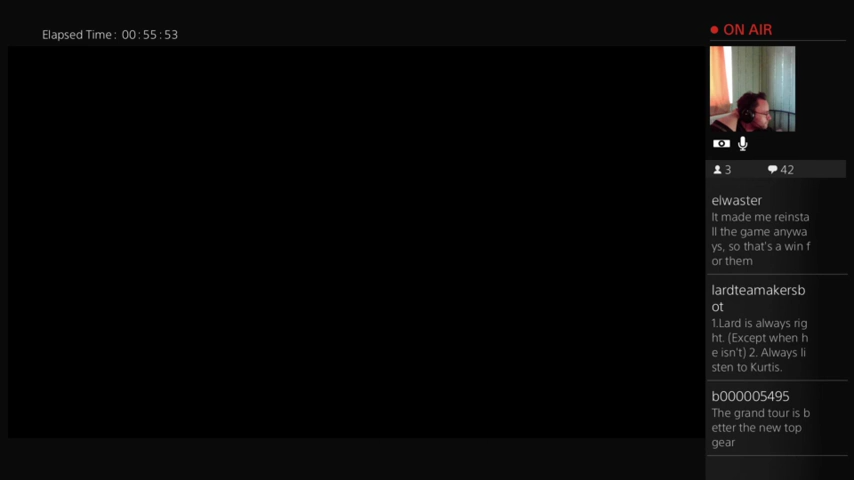 Elapsed Time: 00:55:53
ON AIR
3 42
elwaster
It made me reinsta
ll the game anywa
ys, so that's a win f
or them
lardteamakersb
ot
1.Lard is always rig
ht. (Except when h
e isn't) 2. Always li
sten to Kurtis.
b000005495
The grand tour is b
etter the new top
gear